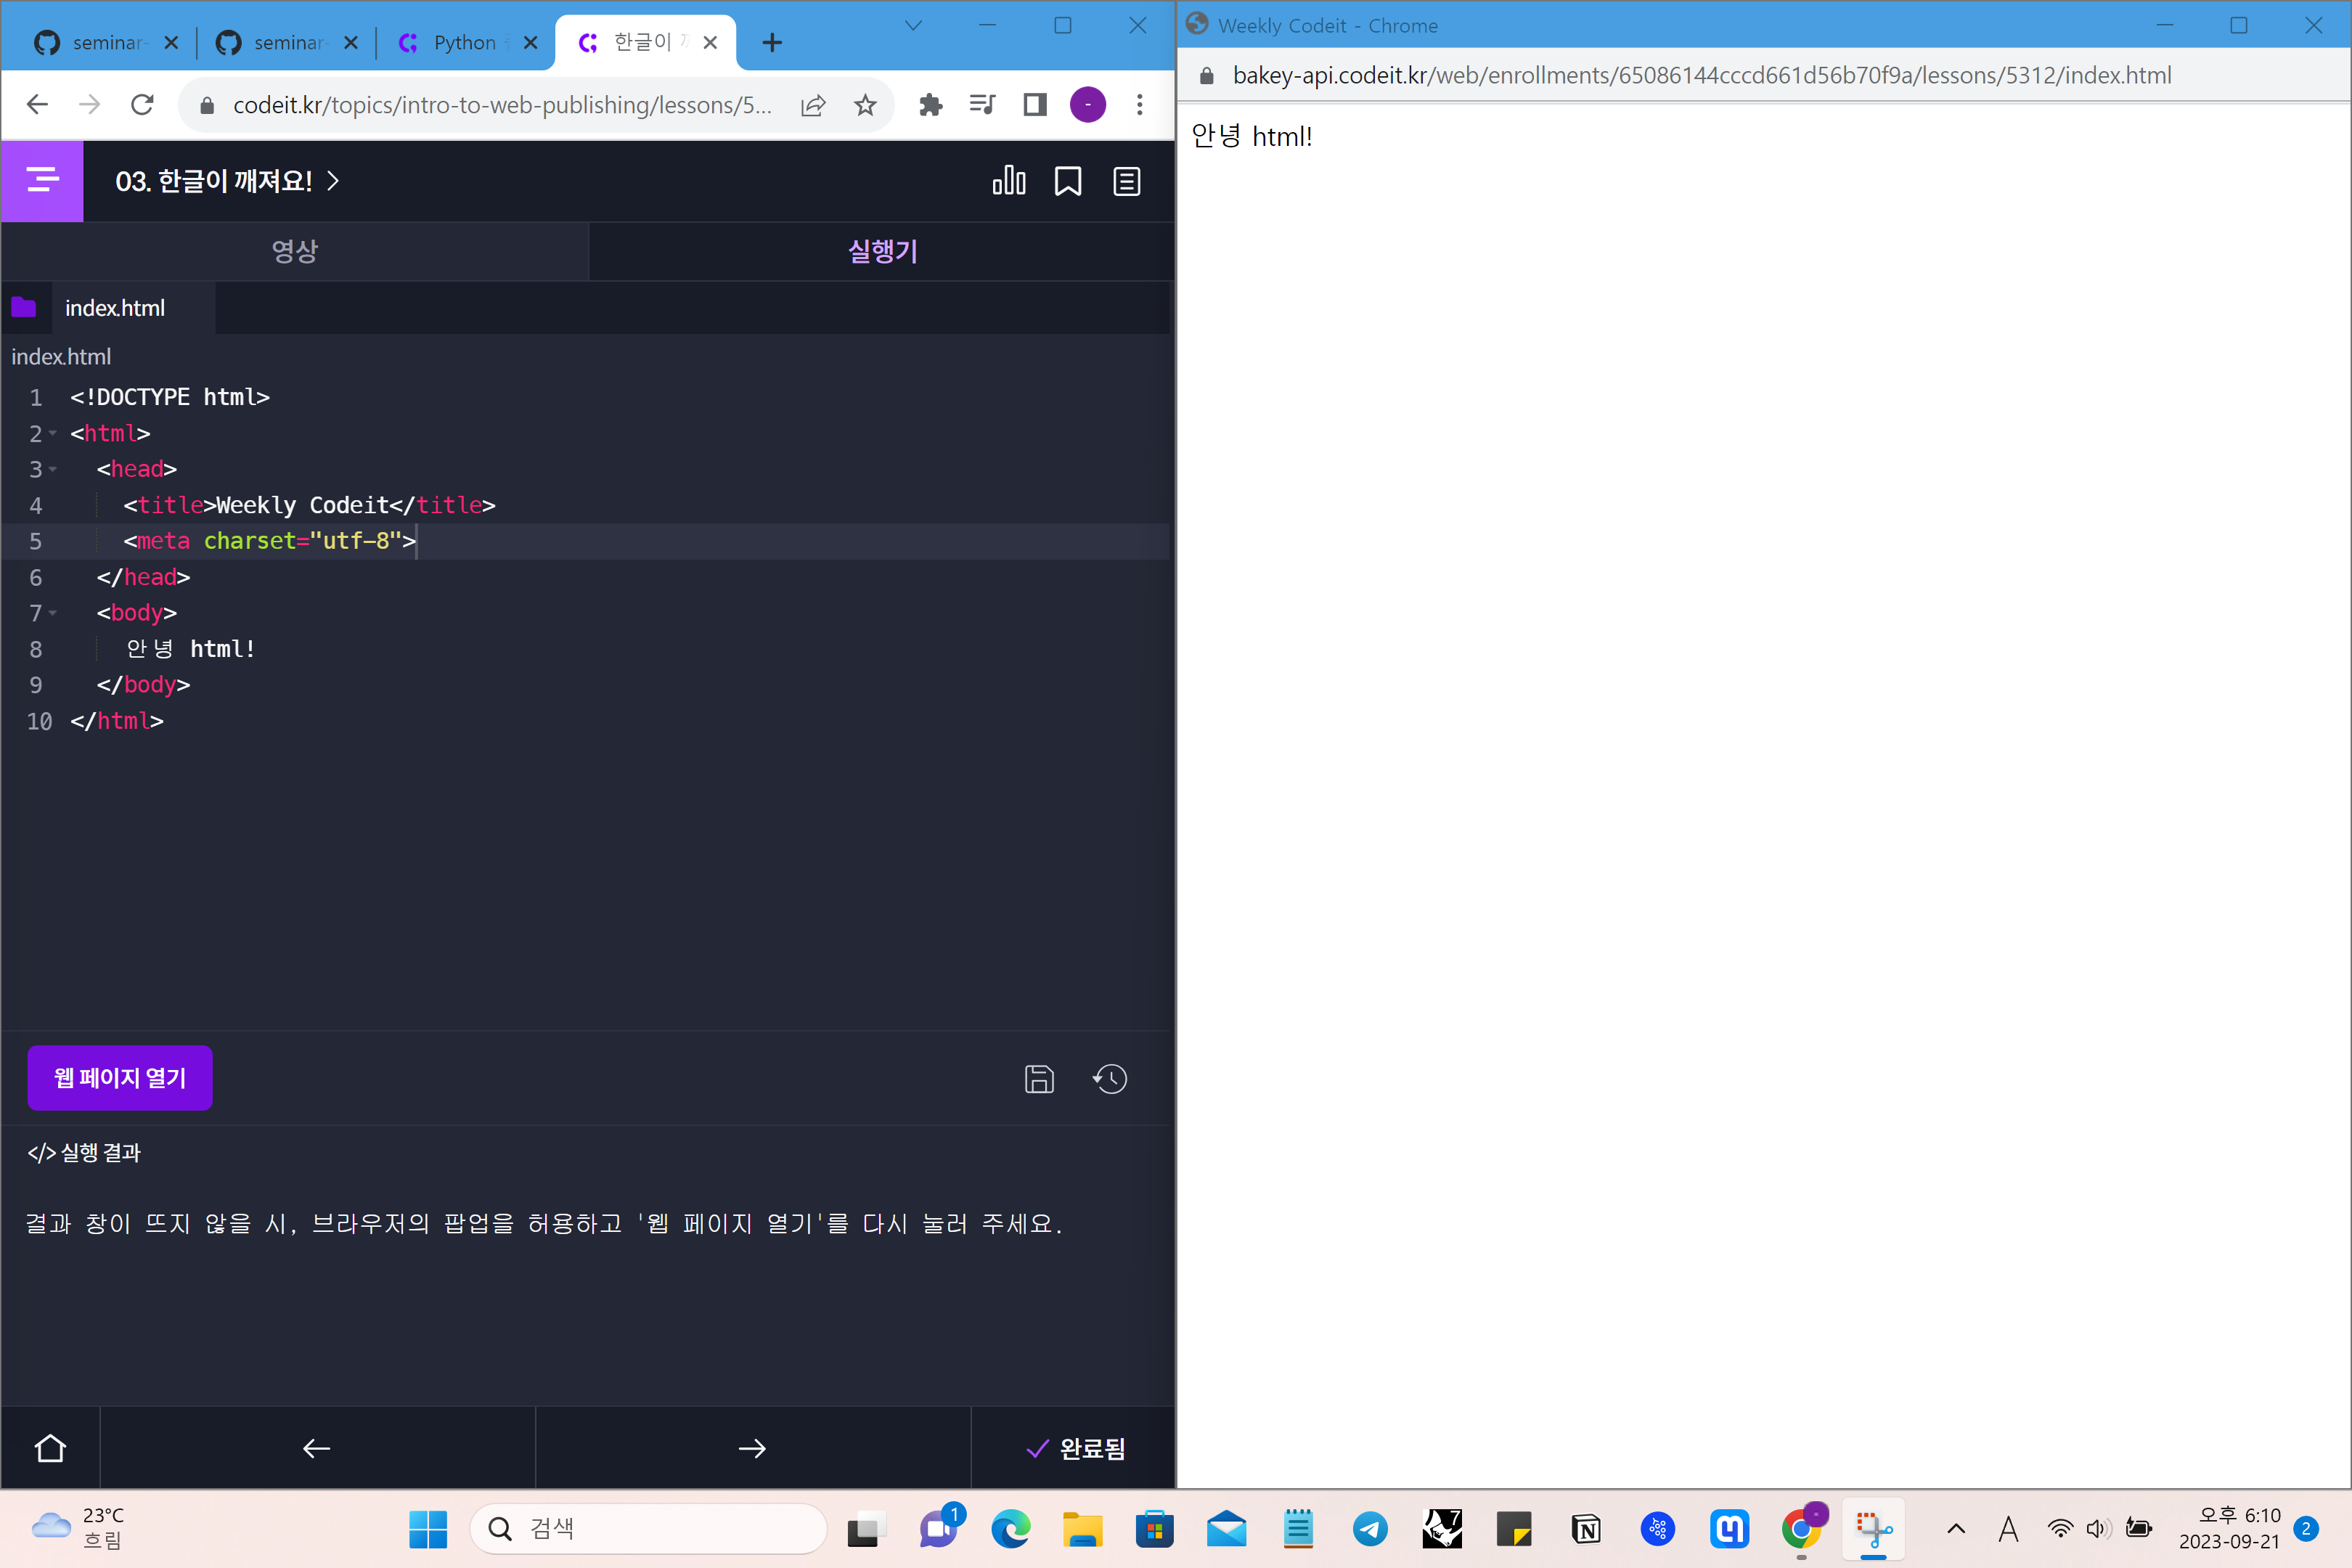 seminar-
seminar-
Python
한글이
Weekly Codeit - Chrome
codeit.kr/topics/intro-to-web-publishing/lessons/5...
-
bakey-api.codeit.kr/web/enrollments/65086144cccd661d56b70f9a/lessons/5312/index.html
안녕 html!
03. 한글이 깨져요!
영상
실행기
index.html
index.html
1 <!DOCTYPE html>
2 <html>
3 <head>
4 <title>Weekly Codeit</title>
5 <meta charset="utf-8">
6 </head>
7 <body>
8 안녕 html!
9 </body>
10 </html>
웹 페이지 열기
</> 실행 결과
결과 창이 뜨지 않을 시, 브라우저의 팝업을 허용하고 '웹 페이지 열기'를 다시 눌러 주세요.
완료됨
23°C
흐림
검색
1
7
N
A
오후 6:10
2023-09-21
2